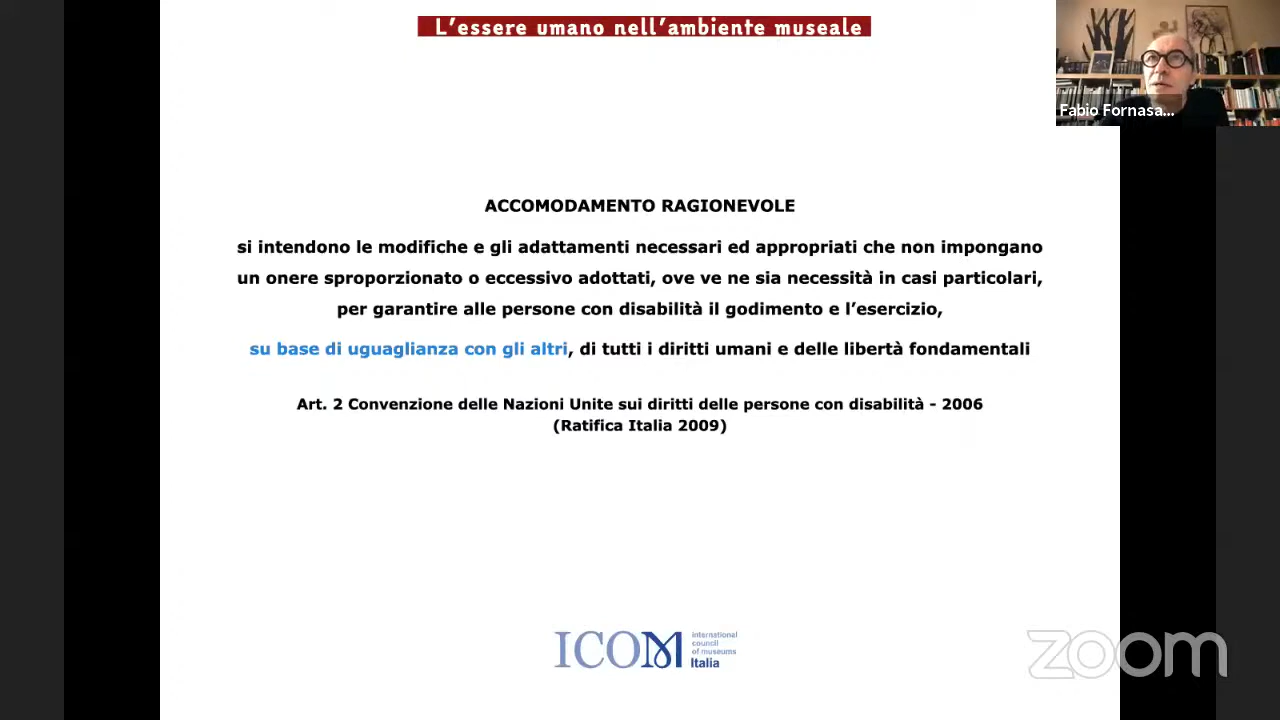 L'essere umano nell'ambiente museale
Fabio Fornasa...
ACCOMODAMENTO RAGIONEVOLE
si intendono le modifiche e gli adattamenti necessari ed appropriati che non impongano
un onere sproporzionato o eccessivo adottati, ove ve ne sia necessità in casi particolari,
per garantire alle persone con disabilità il godimento e l'esercizio,
su base di uguaglianza con gli altri, di tutti i diritti umani e delle libertà fondamentali
Art. 2 Convenzione delle Nazioni Unite sui diritti delle persone con disabilità - 2006
(Ratifica Italia 2009)
ICOM
international
council
of museums
Italia
zoom